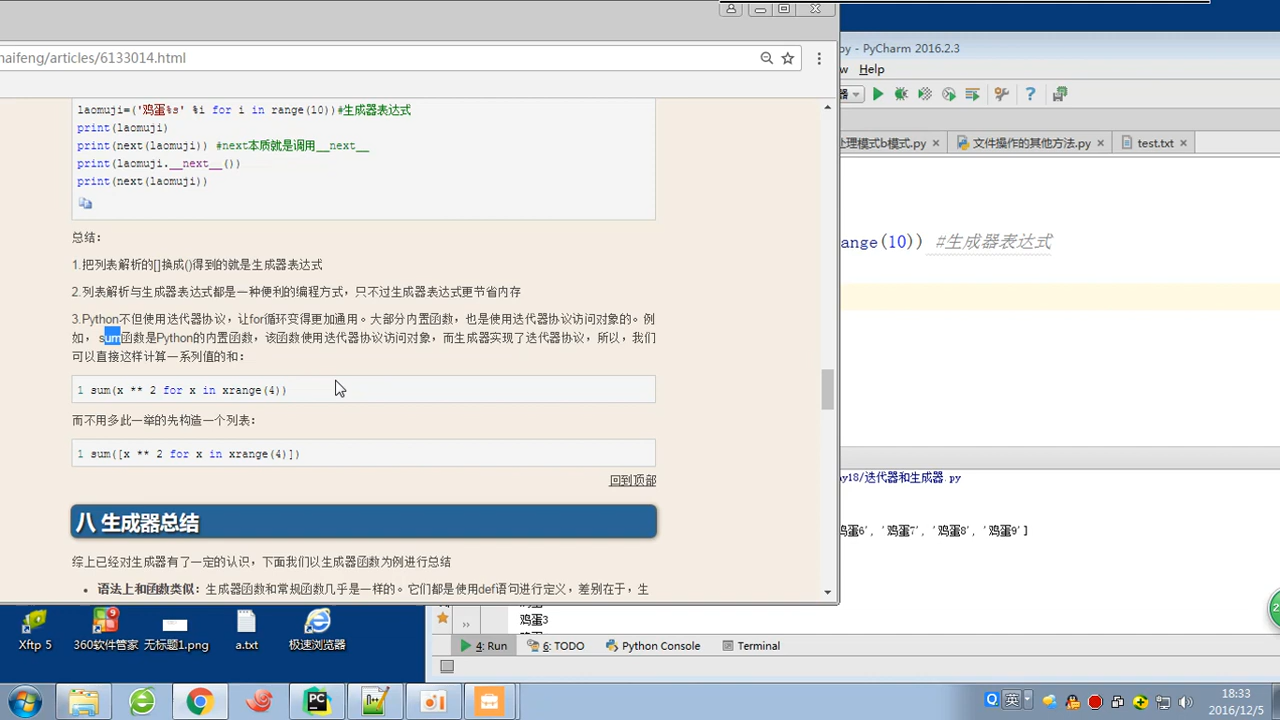 naifeng/articles/6133014.html
laomuji=('鸡蛋%s' %i for i in range(10))#生成器表达式
print(laomuji)
print(next(laomuji)) #next本质就是调用__next__
print(laomuji.__next__())
print(next(laomuji))
总结:
1.把列表解析的[]换成()得到的就是生成器表达式
2.列表解析与生成器表达式都是一种便利的编程方式，只不过生成器表达式更节省内存
3.Python不但使用迭代器协议，让for循环变得更加通用。大部分内置函数，也是使用迭代器协议访问对象的。例
如， sum函数是Python的内置函数，该函数使用迭代器协议访问对象，而生成器实现了迭代器协议，所以，我们
可以直接这样计算一系列值的和:
1 sum(x ** 2 for x in xrange(4))
而不用多此一举的先构造一个列表:
1 sum([x ** 2 for x in xrange(4)])
回到顶部
八 生成器总结
综上已经对生成器有了一定的认识，下面我们以生成器函数为例进行总结
语法上和函数类似: 生成器函数和常规函数几乎是一样的。它们都是使用def语句进行定义，差别在于，生
py - PyCharm 2016.2.3
w Help
器
处理模式b模式.py
文件操作的其他方法.py
test.txt
ange(10)) #生成器表达式
ay18/迭代器和生成器.py
鸡蛋6', '鸡蛋7', '鸡蛋8', '鸡蛋9']
鸡蛋3
4: Run
6: TODO
Python Console
Terminal
Xftp 5
360软件管家
无标题1.png
a.txt
极速浏览器
英
18:33
2016/12/5